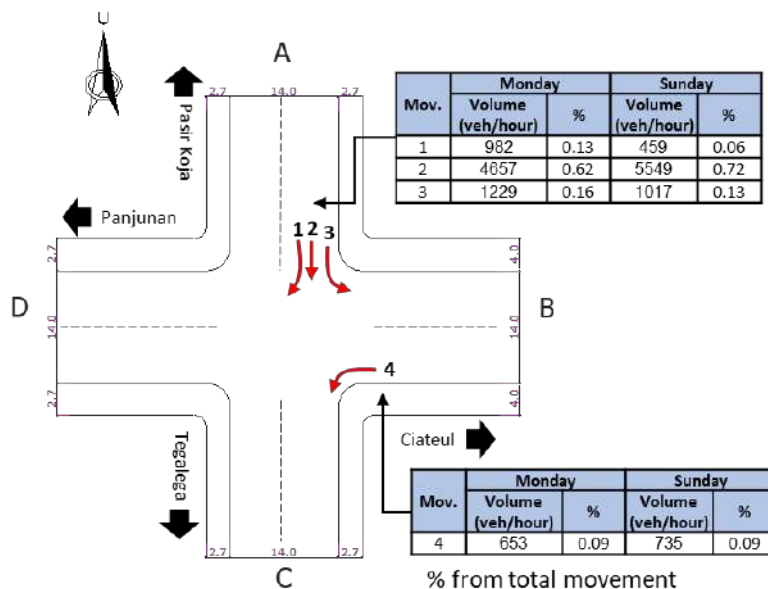 U
A
2.7 14.0 2.7
Pasir Koja
Monday Sunday
Mov. Volume (veh/hour) % Volume (veh/hour) %
1 982 0.13 459 0.06
2 4657 0.62 5549 0.72
3 1229 0.16 1017 0.13
Panjunan
1 2 3
2.7 4.0
D 14.0 14.0 B
4
2.7 4.0
Tegalega
Ciateul
Monday Sunday
Mov. Volume (veh/hour) % Volume (veh/hour) %
4 653 0.09 735 0.09
2.7 14.0 2.7
C
% from total movement